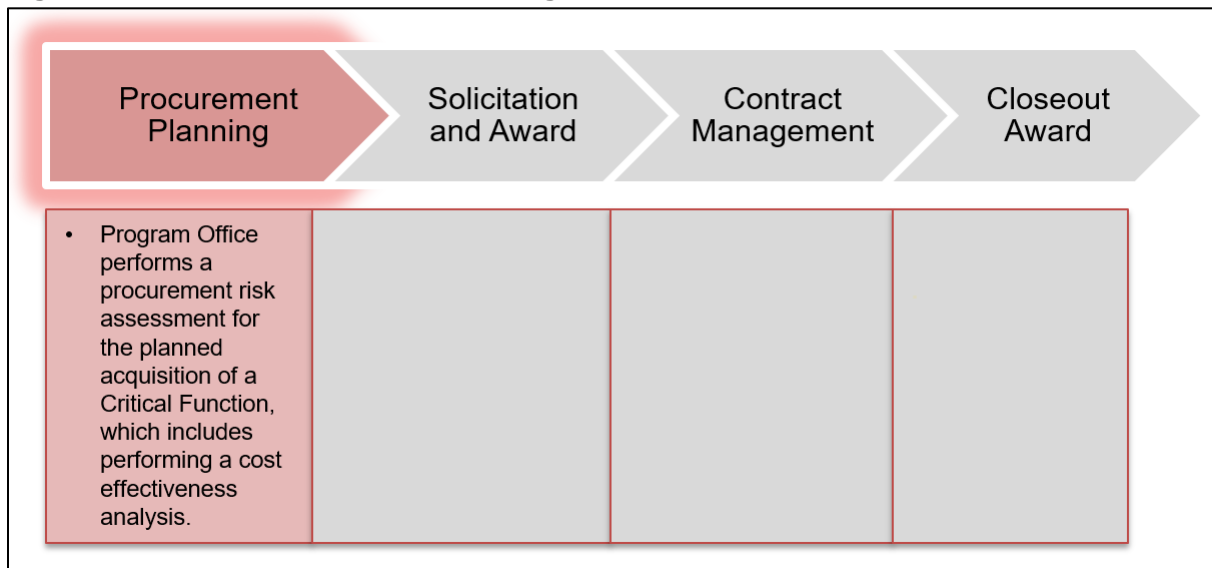 Procurement
Planning
Solicitation
and Award
Contract
Management
Closeout
Award
• Program Office
performs a
procurement risk
assessment for
the planned
acquisition of a
Critical Function,
which includes
performing a cost
effectiveness
analysis.